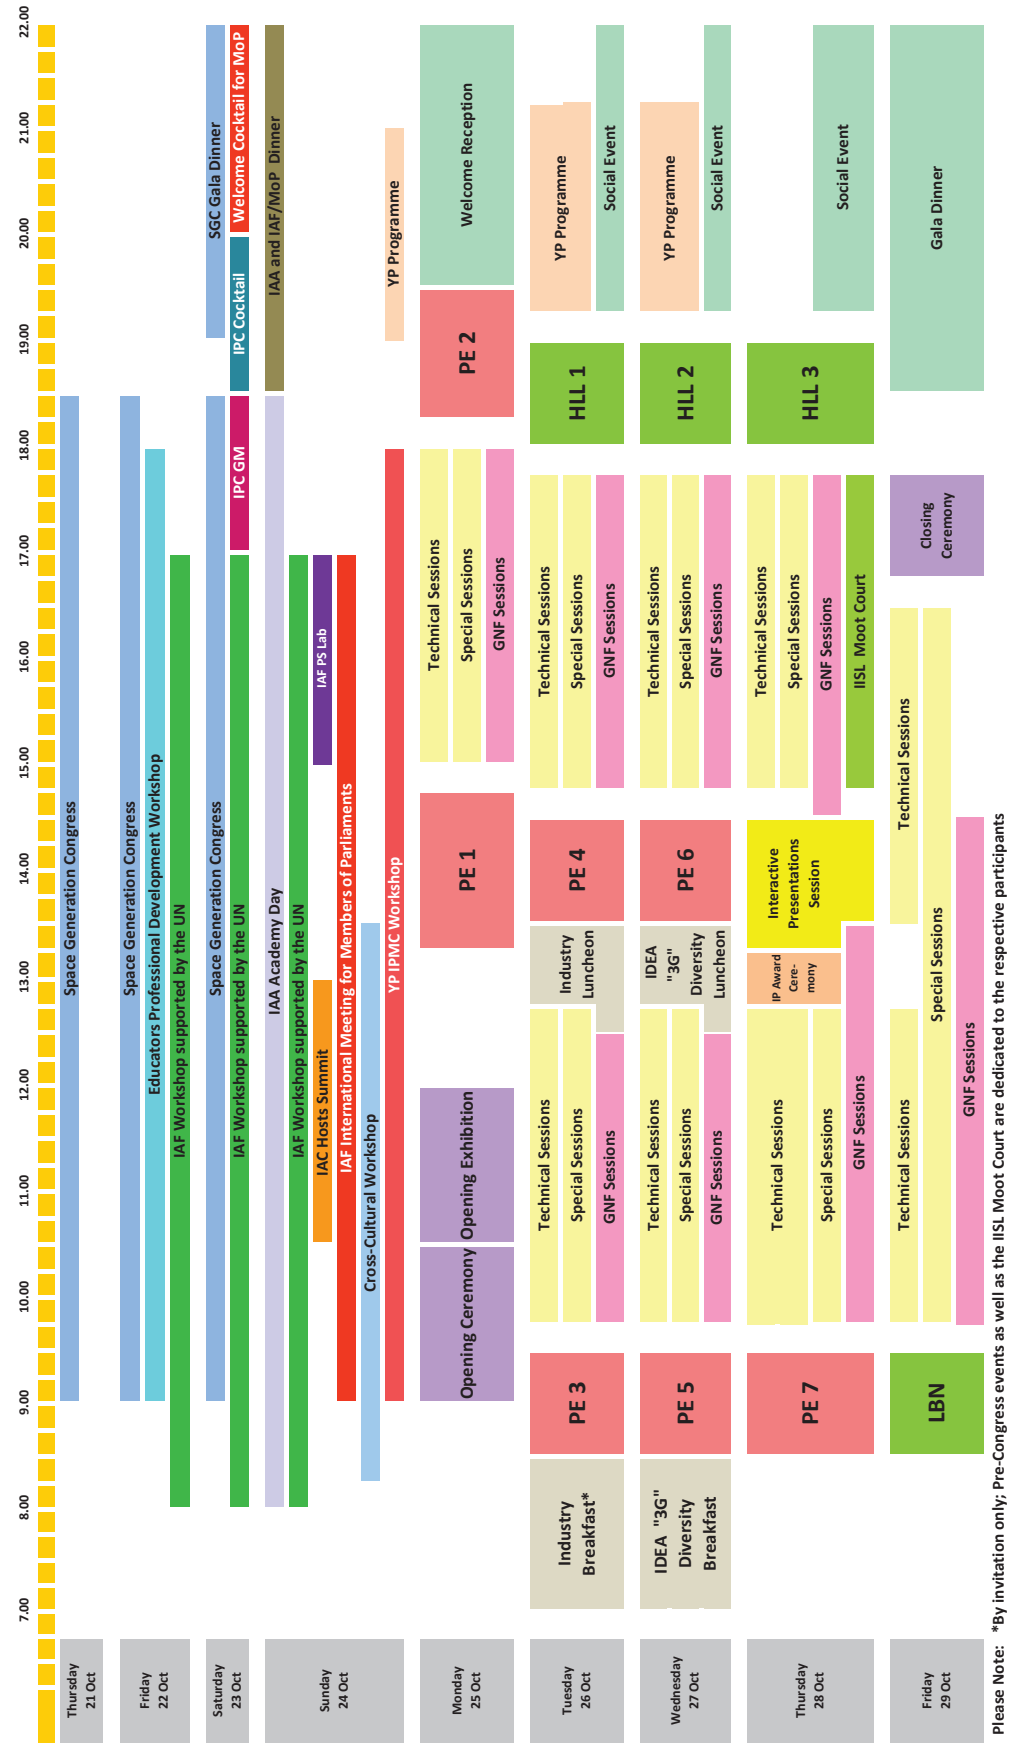 7.00
8.00
9.00
10.00
11.00
12.00
13.00
14.00
15.00
16.00
17.00
18.00
19.00
20.00
21.00
22.00
Thursday
21 Oct
Space Generation Congress
Friday
22 Oct
Space Generation Congress
Educators Professional Development Workshop
IAF Workshop supported by the UN
Saturday
23 Oct
Space Generation Congress
SGC Gala Dinner
IAF Workshop supported by the UN
IPC GM
IPC Cocktail
Welcome Cocktail for MoP
Sunday
24 Oct
IAA Academy Day
IAA and IAF/MoP Dinner
IAF Workshop supported by the UN
IAC Hosts Summit
IAF PS Lab
IAF International Meeting for Members of Parliaments
Cross-Cultural Workshop
YP IPMC Workshop
YP Programme
Monday
25 Oct
Opening Ceremony
Opening Exhibition
PE 1
Technical Sessions
Special Sessions
GNF Sessions
PE 2
Welcome Reception
Tuesday
26 Oct
Industry
Breakfast*
PE 3
Technical Sessions
Special Sessions
GNF Sessions
Industry
Luncheon
PE 4
Technical Sessions
Special Sessions
GNF Sessions
HLL 1
YP Programme
Social Event
Wednesday
27 Oct
IDEA "3G"
Diversity
Breakfast
PE 5
Technical Sessions
Special Sessions
GNF Sessions
IDEA
"3G"
Diversity
Luncheon
PE 6
Technical Sessions
Special Sessions
GNF Sessions
HLL 2
YP Programme
Social Event
Thursday
28 Oct
PE 7
Technical Sessions
Special Sessions
GNF Sessions
IP Award
Cere-
mony
Interactive
Presentations
Session
Technical Sessions
Special Sessions
GNF Sessions
IISL Moot Court
HLL 3
Social Event
Friday
29 Oct
LBN
Technical Sessions
Technical Sessions
Special Sessions
GNF Sessions
Closing
Ceremony
Gala Dinner
Please Note: *By invitation only; Pre-Congress events as well as the IISL Moot Court are dedicated to the respective participants